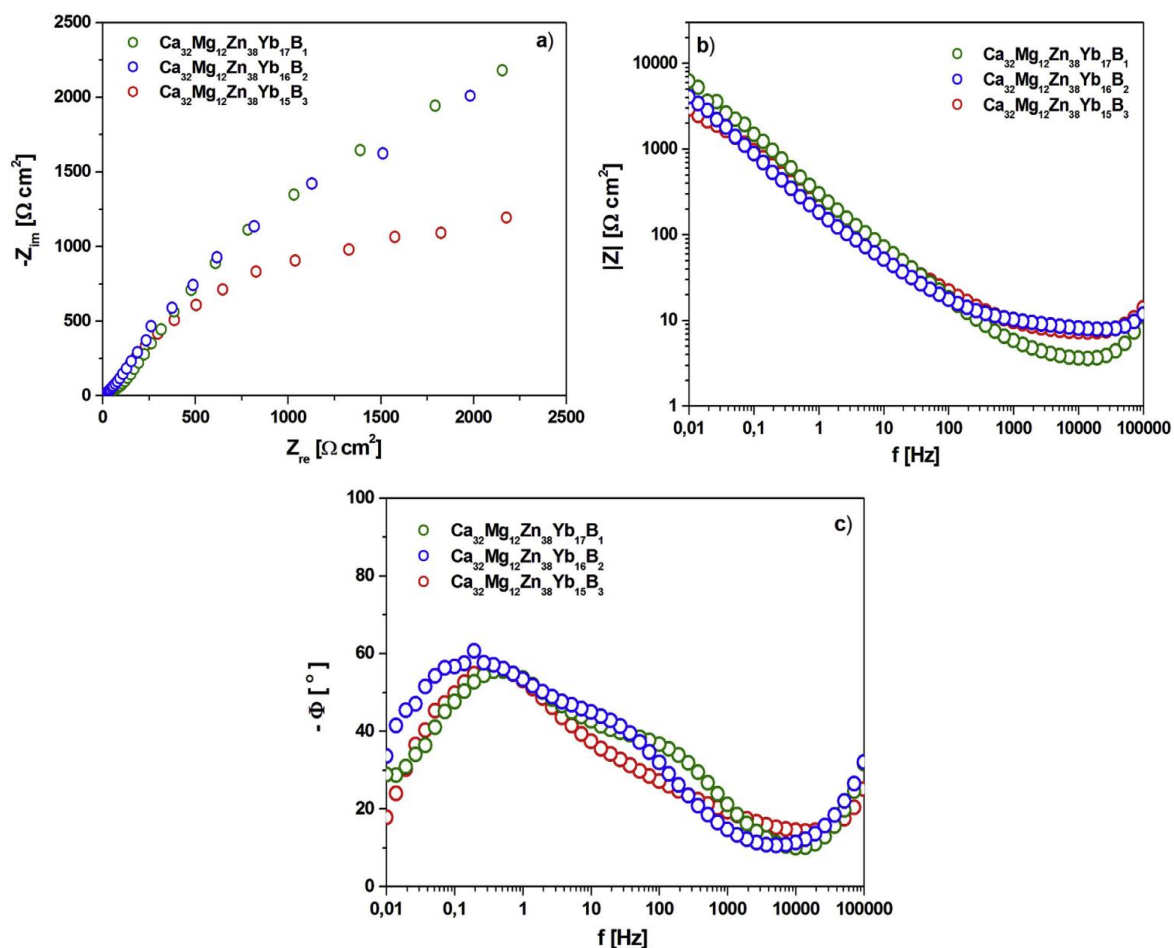 a)
2500
2000
1500
1000
500
0
-Z_im [Ω cm²]
Ca₃₂Mg₁₂Zn₃₈Yb₁₇B₁
Ca₃₂Mg₁₂Zn₃₈Yb₁₆B₂
Ca₃₂Mg₁₂Zn₃₈Yb₁₅B₃
0 500 1000 1500 2000 2500
Z_re [Ω cm²]
b)
10000
1000
100
10
1
|Z| [Ω cm²]
Ca₃₂Mg₁₂Zn₃₈Yb₁₇B₁
Ca₃₂Mg₁₂Zn₃₈Yb₁₆B₂
Ca₃₂Mg₁₂Zn₃₈Yb₁₅B₃
0,01 0,1 1 10 100 1000 10000 100000
f [Hz]
c)
100
80
60
40
20
0
- Φ [ ° ]
Ca₃₂Mg₁₂Zn₃₈Yb₁₇B₁
Ca₃₂Mg₁₂Zn₃₈Yb₁₆B₂
Ca₃₂Mg₁₂Zn₃₈Yb₁₅B₃
0,01 0,1 1 10 100 1000 10000 100000
f [Hz]